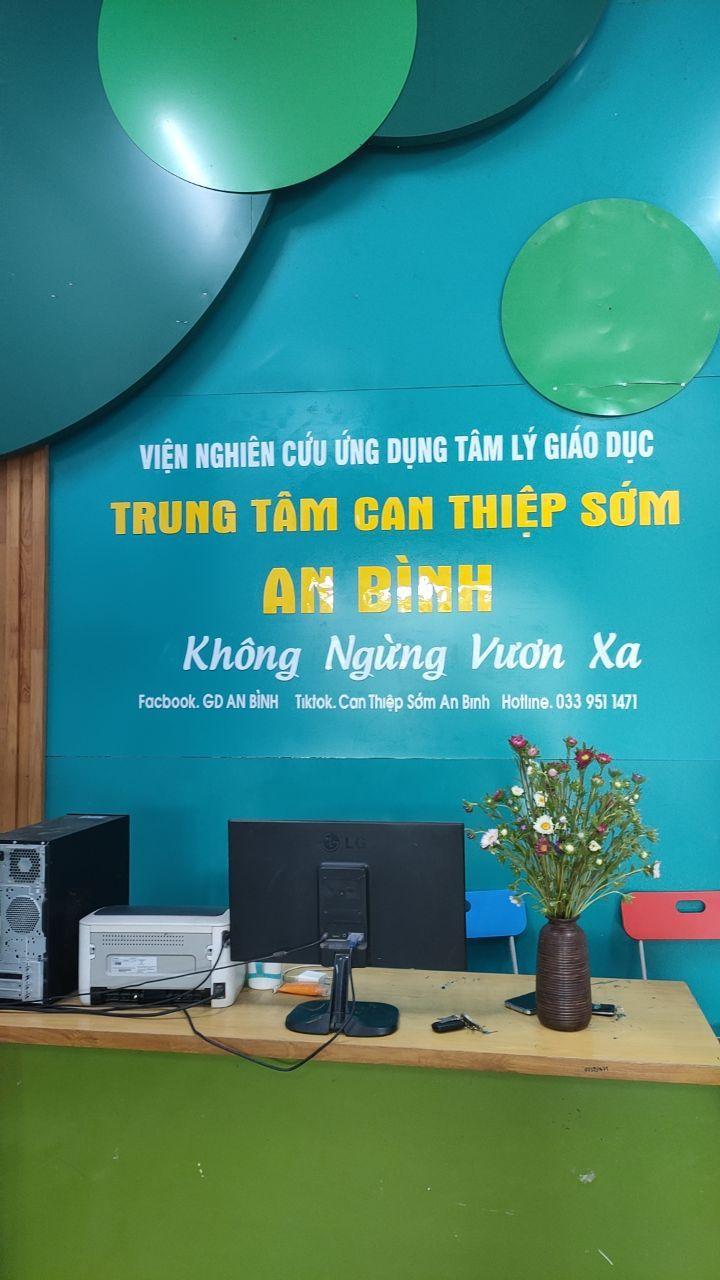 VIỆN NGHIÊN CỨU ỨNG DỤNG TÂM LÝ GIÁO DỤC
TRUNG TÂM CAN THIỆP SỚM
AN BÌNH
Không Ngừng Vươn Xa
Facbook. GD AN BÌNH Tiktok. Can Thiệp Sớm An Bình Hotline. 033 951 1471
LG